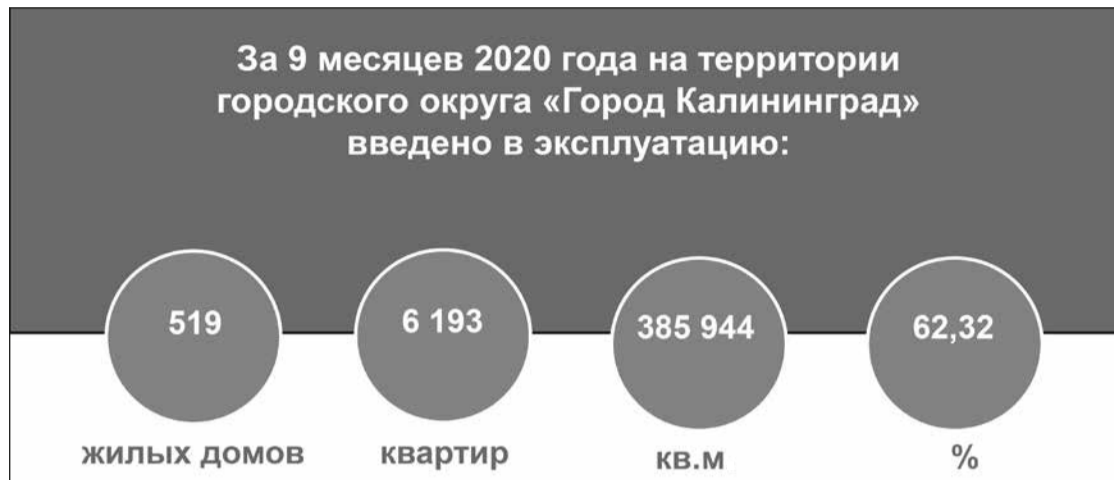 За 9 месяцев 2020 года на территории
городского округа «Город Калининград»
введено в эксплуатацию:
519 6 193 385 944 62,32
жилых домов квартир кв.м %